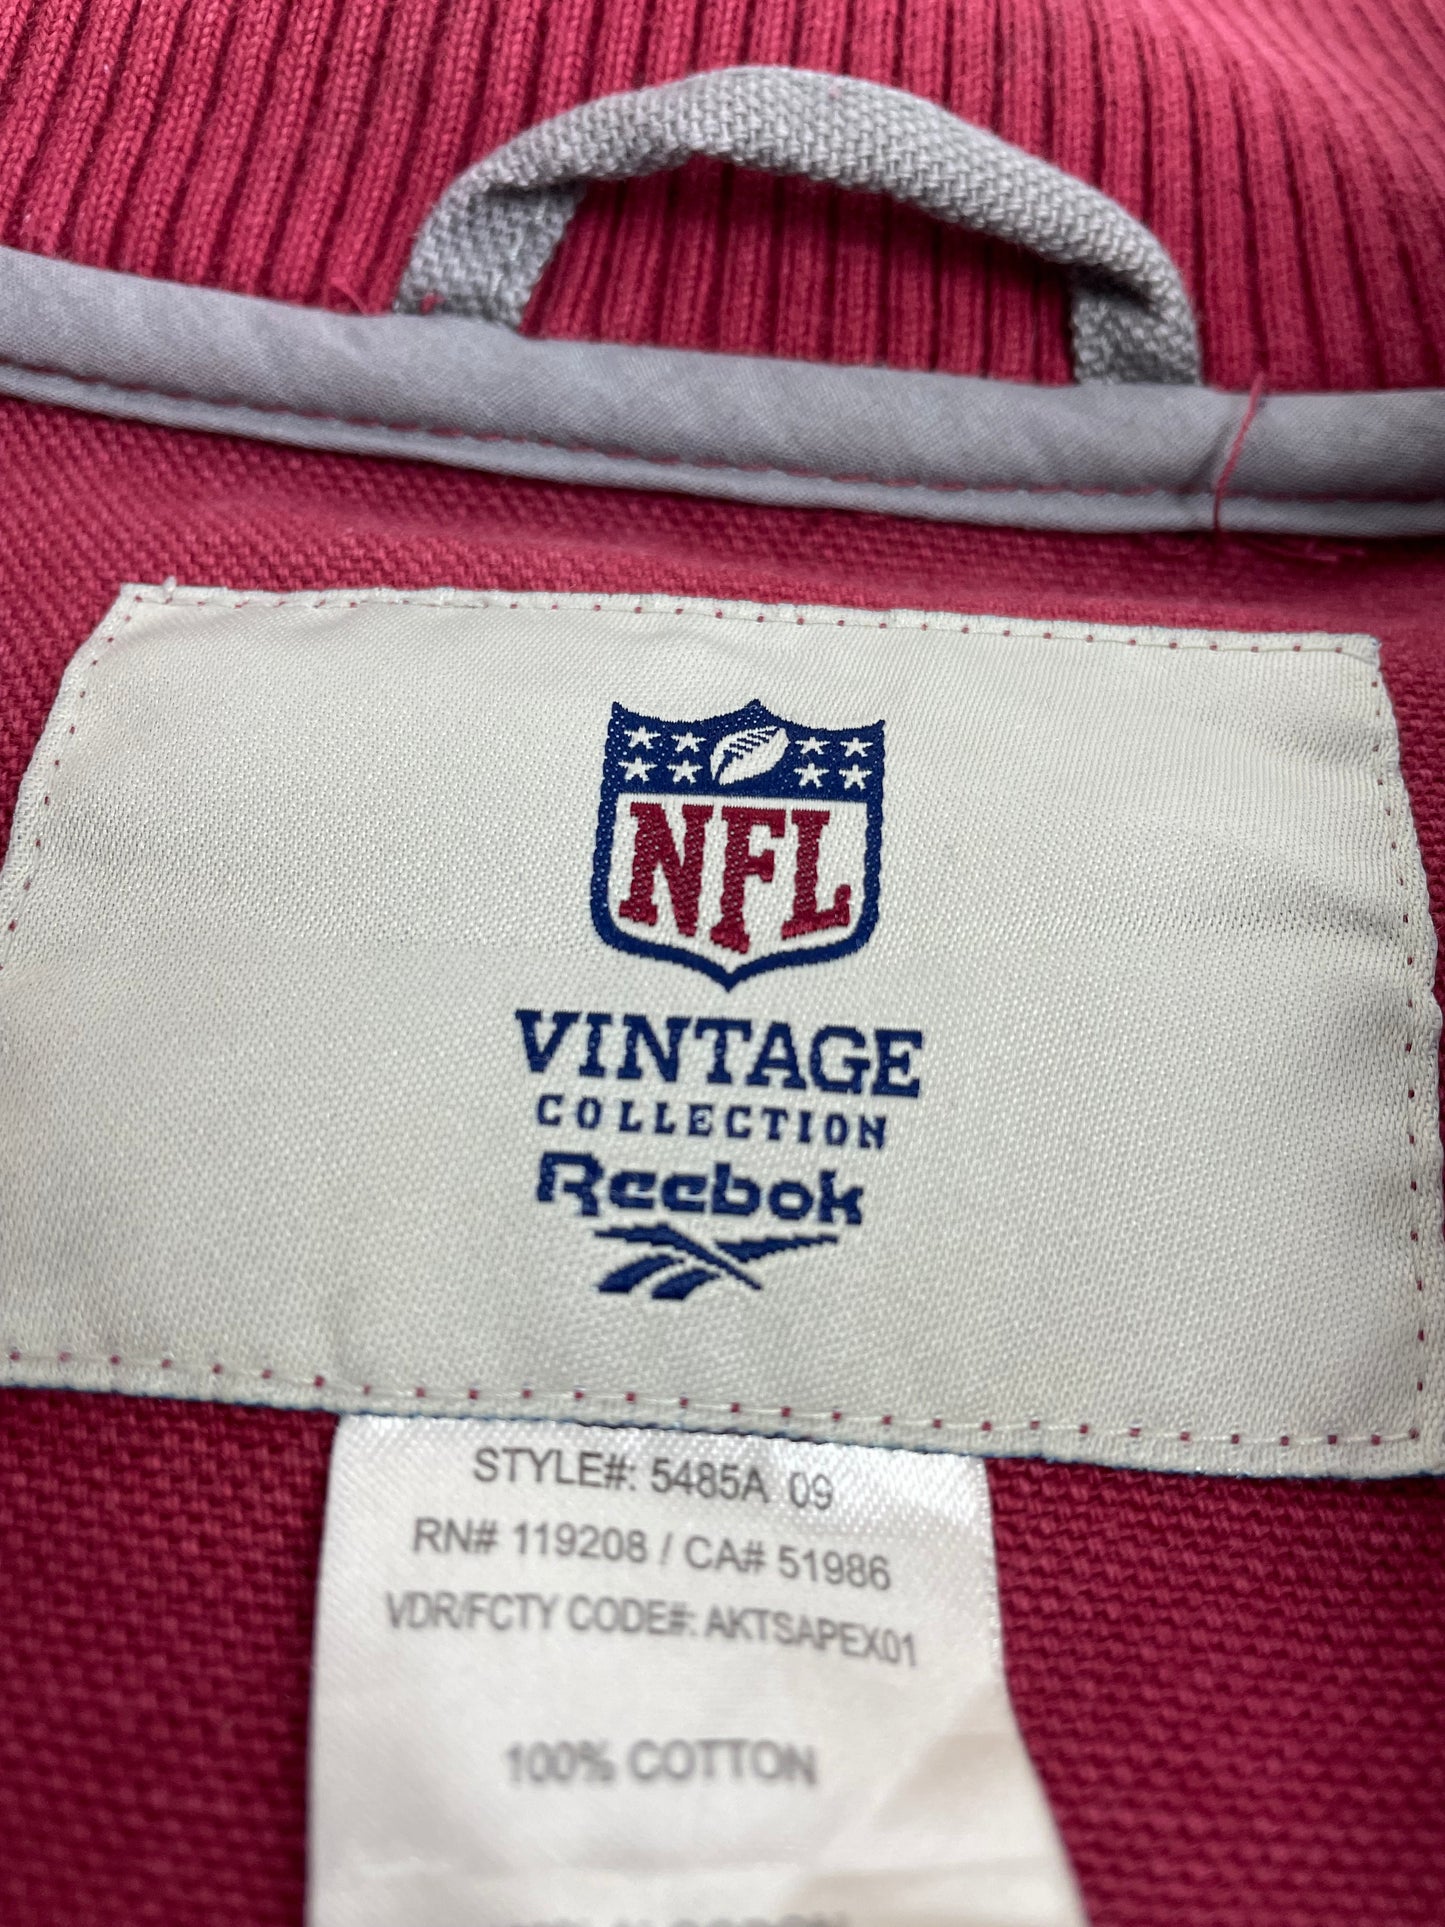 NFL
VINTAGE
COLLECTION
Reebok
STYLE#: 5485A 09
RN# 119208 / CA# 51986
VDR/FCTY CODE#: AKTSAPEX01
100% COTTON